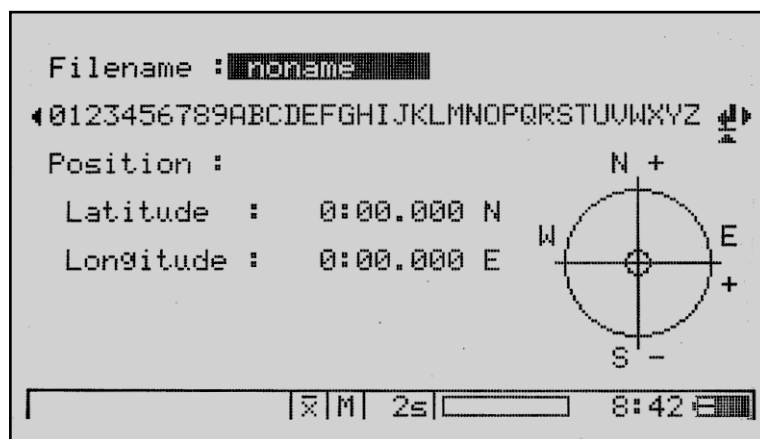 Filename : noname
0123456789ABCDEFGHIJKLMNOPQRSTUVWXYZ
Position :
N +
Latitude : 0:00.000 N
W
E
Longitude : 0:00.000 E
+
S -
x̅ M 2s 8:42